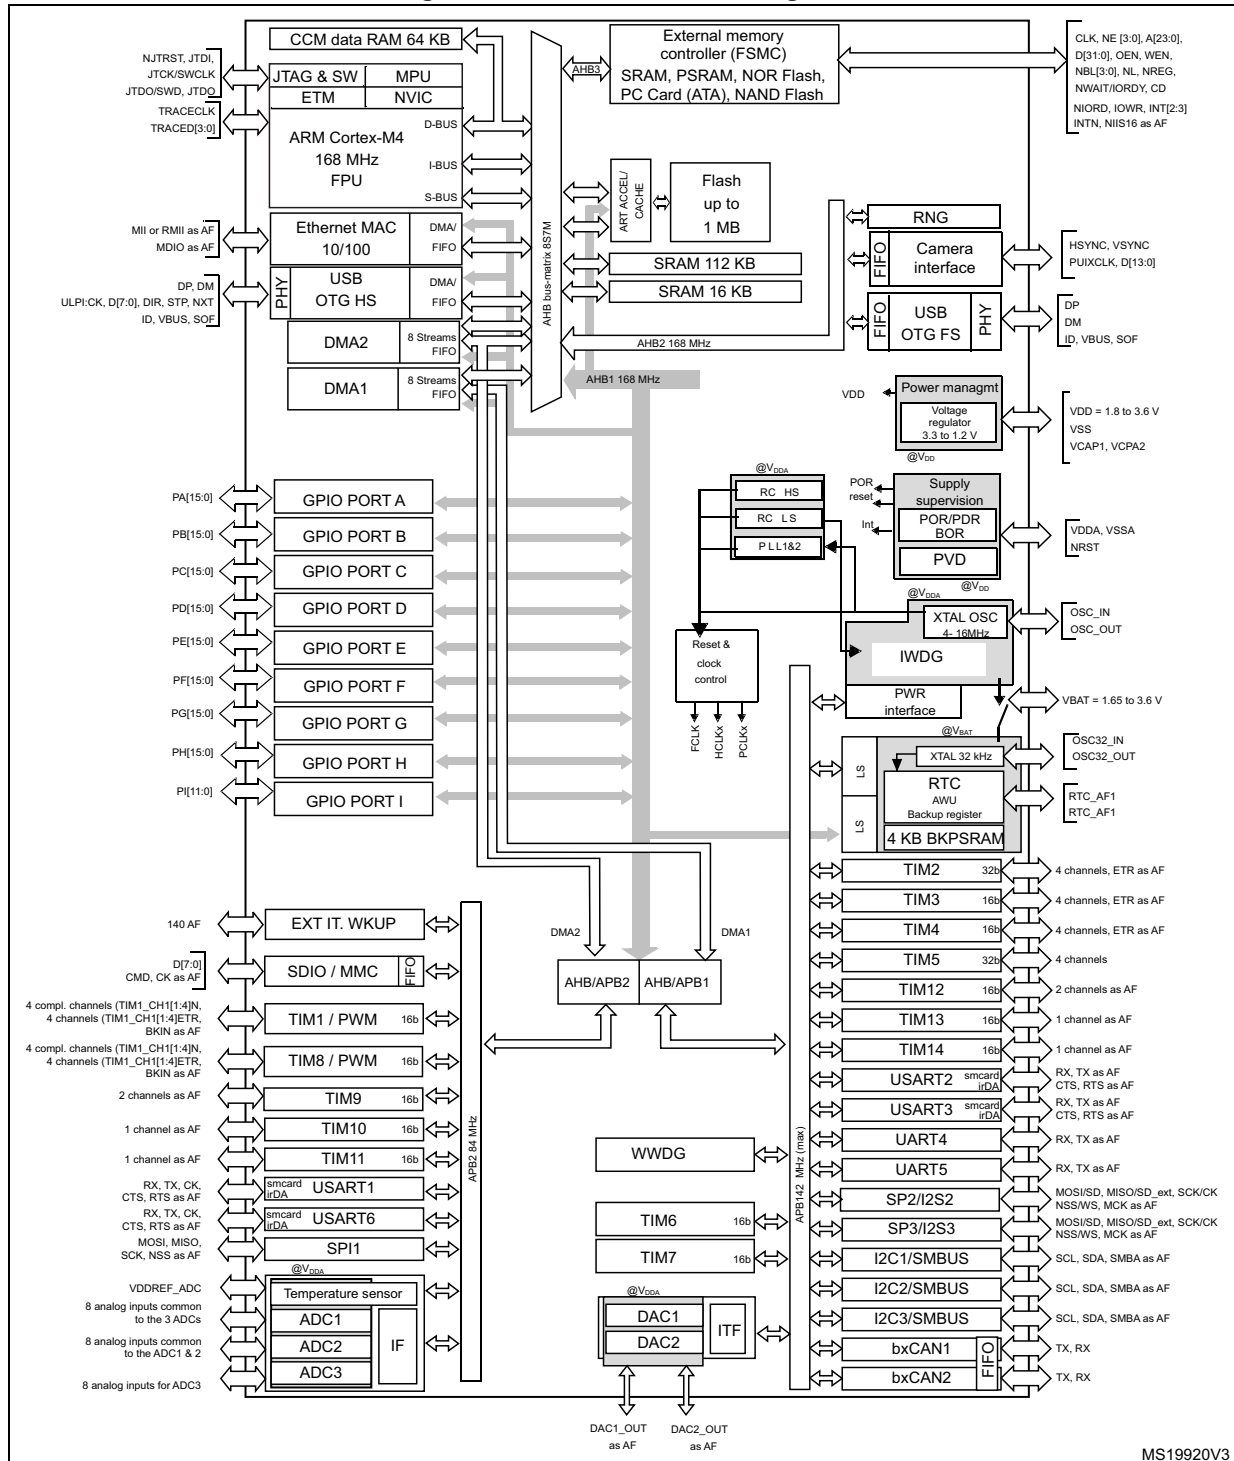 CCM data RAM 64 KB
External memory
controller (FSMC)
SRAM, PSRAM, NOR Flash,
PC Card (ATA), NAND Flash
AHB3
CLK, NE [3:0], A[23:0],
D[31:0], OEN, WEN,
NBL[3:0], NL, NREG,
NWAIT/IORDY, CD
NIORD, IOWR, INT[2:3]
INTN, NIIS16 as AF
NJTRST, JTDI,
JTCK/SWCLK
JTDO/SWD, JTDO
TRACECLK
TRACED[3:0]
JTAG & SW
MPU
ETM
NVIC
ARM Cortex-M4
168 MHz
FPU
D-BUS
I-BUS
S-BUS
AHB bus-matrix 8S7M
ART ACCEL/
CACHE
Flash
up to
1 MB
SRAM 112 KB
SRAM 16 KB
AHB2 168 MHz
AHB1 168 MHz
MII or RMII as AF
MDIO as AF
Ethernet MAC
10/100
DMA/
FIFO
DP, DM
ULPI:CK, D[7:0], DIR, STP, NXT
ID, VBUS, SOF
PHY
USB
OTG HS
DMA/
FIFO
DMA2
8 Streams
FIFO
DMA1
8 Streams
FIFO
RNG
FIFO
Camera
interface
HSYNC, VSYNC
PUIXCLK, D[13:0]
FIFO
USB
OTG FS
PHY
DP
DM
ID, VBUS, SOF
VDD
Power managmt
Voltage
regulator
3.3 to 1.2 V
@VDD
VDD = 1.8 to 3.6 V
VSS
VCAP1, VCPA2
@VDDA
RC HS
RC LS
PLL1&2
POR
reset
Int
Supply
supervision
POR/PDR
BOR
PVD
@VDD
VDDA, VSSA
NRST
@VDDA
XTAL OSC
4- 16MHz
IWDG
OSC_IN
OSC_OUT
PWR
interface
VBAT = 1.65 to 3.6 V
Reset &
clock
control
FCLK
HCLKx
PCLKx
@VBAT
XTAL 32 kHz
OSC32_IN
OSC32_OUT
LS
LS
RTC
AWU
Backup register
4 KB BKPSRAM
RTC_AF1
RTC_AF1
PA[15:0]
GPIO PORT A
PB[15:0]
GPIO PORT B
PC[15:0]
GPIO PORT C
PD[15:0]
GPIO PORT D
PE[15:0]
GPIO PORT E
PF[15:0]
GPIO PORT F
PG[15:0]
GPIO PORT G
PH[15:0]
GPIO PORT H
PI[11:0]
GPIO PORT I
DMA2
DMA1
AHB/APB2
AHB/APB1
140 AF
EXT IT. WKUP
D[7:0]
CMD, CK as AF
SDIO / MMC
FIFO
4 compl. channels (TIM1_CH1[1:4]N,
4 channels (TIM1_CH1[1:4]ETR,
BKIN as AF
TIM1 / PWM 16b
4 compl. channels (TIM1_CH1[1:4]N,
4 channels (TIM1_CH1[1:4]ETR,
BKIN as AF
TIM8 / PWM 16b
2 channels as AF
TIM9 16b
1 channel as AF
TIM10 16b
1 channel as AF
TIM11 16b
RX, TX, CK,
CTS, RTS as AF
smcard
irDA
USART1
RX, TX, CK,
CTS, RTS as AF
smcard
irDA
USART6
MOSI, MISO,
SCK, NSS as AF
SPI1
@VDDA
VDDREF_ADC
Temperature sensor
8 analog inputs common
to the 3 ADCs
ADC1
8 analog inputs common
to the ADC1 & 2
ADC2
8 analog inputs for ADC3
ADC3
IF
APB2 84 MHz
WWDG
TIM6 16b
TIM7 16b
@VDDA
DAC1
DAC2
ITF
DAC1_OUT
as AF
DAC2_OUT
as AF
APB142 MHz (max)
TIM2 32b
4 channels, ETR as AF
TIM3 16b
4 channels, ETR as AF
TIM4 16b
4 channels, ETR as AF
TIM5 32b
4 channels
TIM12 16b
2 channels as AF
TIM13 16b
1 channel as AF
TIM14 16b
1 channel as AF
USART2
smcard
irDA
RX, TX as AF
CTS, RTS as AF
USART3
smcard
irDA
RX, TX as AF
CTS, RTS as AF
UART4
RX, TX as AF
UART5
RX, TX as AF
SP2/I2S2
MOSI/SD, MISO/SD_ext, SCK/CK
NSS/WS, MCK as AF
SP3/I2S3
MOSI/SD, MISO/SD_ext, SCK/CK
NSS/WS, MCK as AF
I2C1/SMBUS
SCL, SDA, SMBA as AF
I2C2/SMBUS
SCL, SDA, SMBA as AF
I2C3/SMBUS
SCL, SDA, SMBA as AF
bxCAN1
TX, RX
bxCAN2
FIFO
TX, RX
MS19920V3